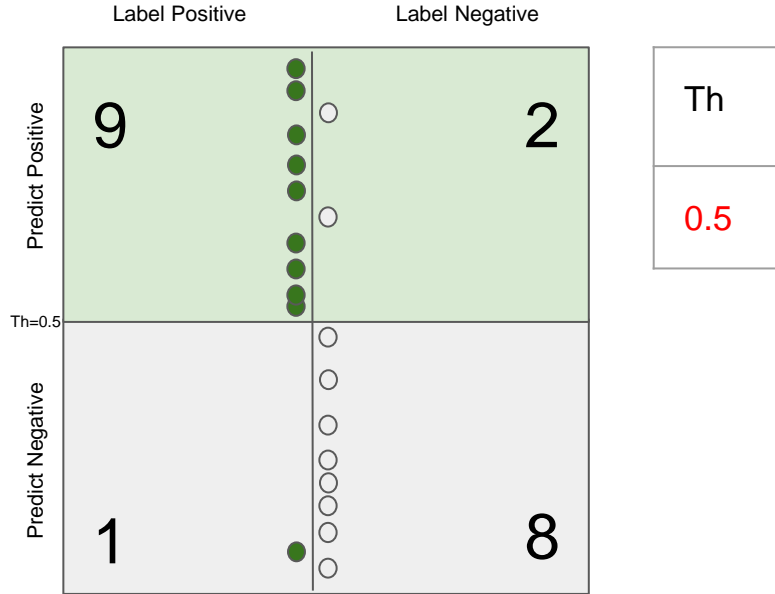 Label Positive
Label Negative
Predict Positive
9
2
Th
0.5
Th=0.5
Predict Negative
1
8